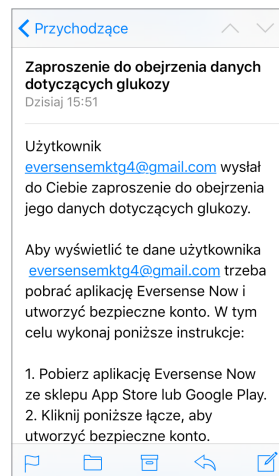 Przychodzące
Zaproszenie do obejrzenia danych
dotyczących glukozy
Dzisiaj 15:51
Użytkownik
eversensemktg4@gmail.com wysłał
do Ciebie zaproszenie do obejrzenia
jego danych dotyczących glukozy.
Aby wyświetlić te dane użytkownika
eversensemktg4@gmail.com trzeba
pobrać aplikację Eversense Now i
utworzyć bezpieczne konto. W tym
celu wykonaj poniższe instrukcje:
1. Pobierz aplikację Eversense Now
ze sklepu App Store lub Google Play.
2. Kliknij poniższe łącze, aby
utworzyć bezpieczne konto.